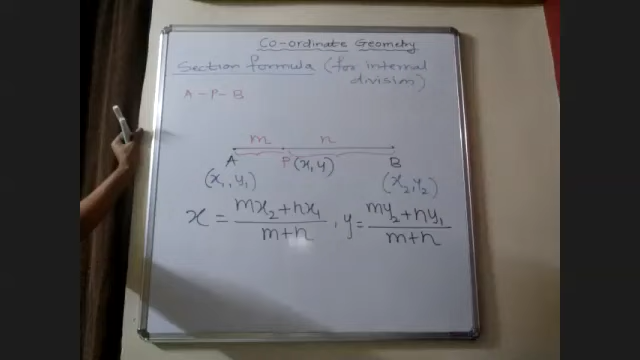 Co-ordinate Geometry
Section formula (for internal
division)
A - P - B
m n
A P (x,y) B
(x₁, y₁) (x₂, y₂)
x = mx₂+nx₁ / m+n , y = my₂+ny₁ / m+n